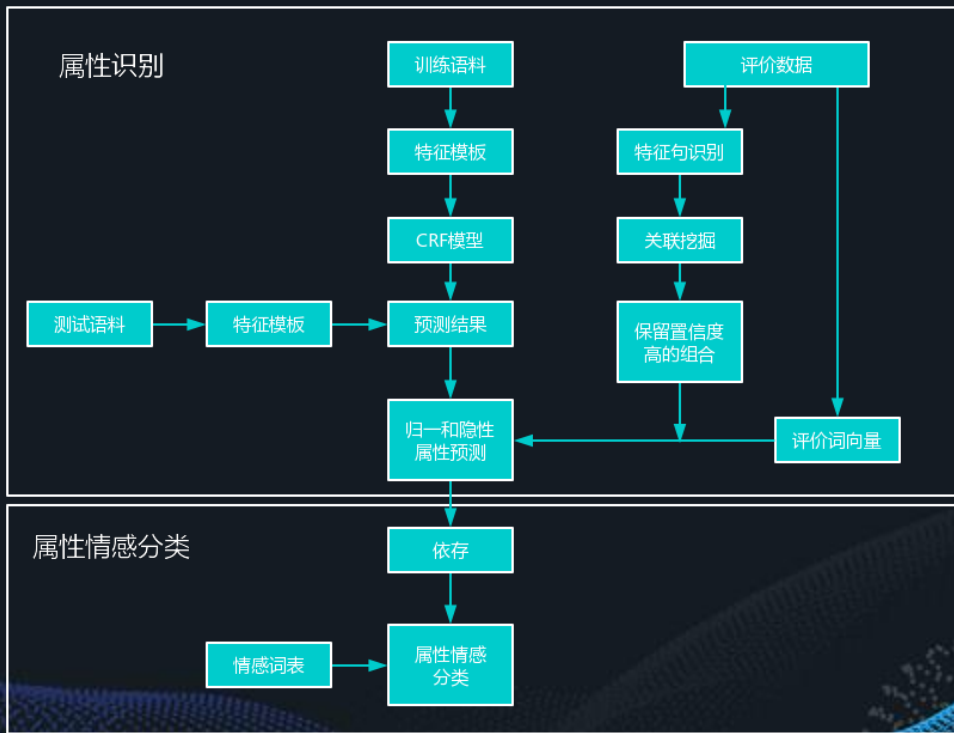 属性识别
训练语料
评价数据
特征模板
特征句识别
CRF模型
关联挖掘
测试语料
特征模板
预测结果
保留置信度
高的组合
归一和隐性
属性预测
评价词向量
属性情感分类
依存
情感词表
属性情感
分类